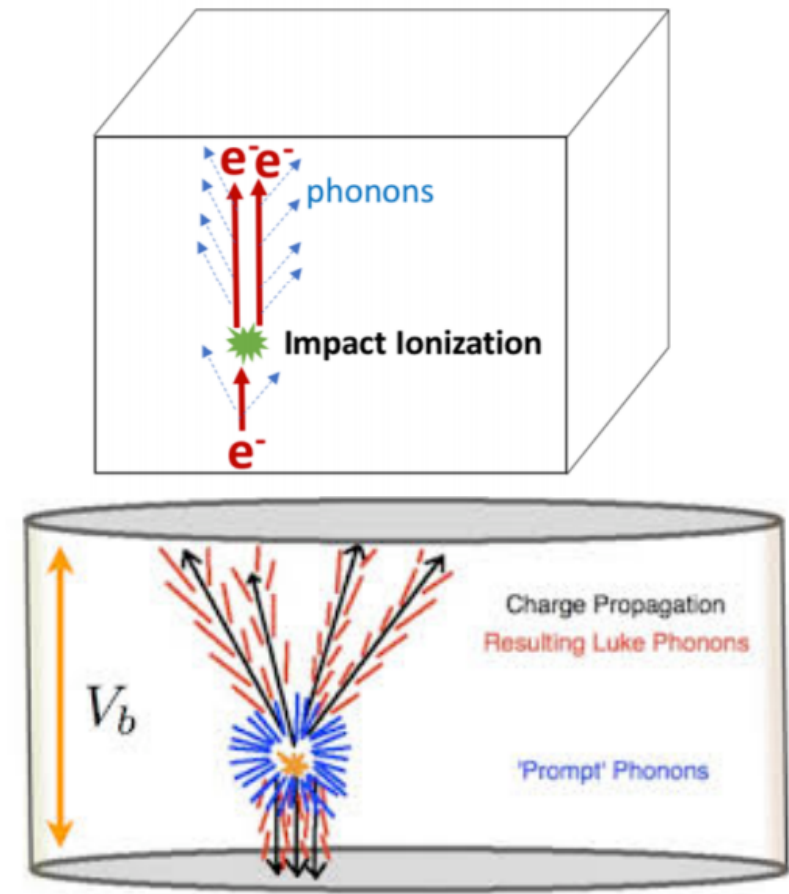 e⁻ e⁻
phonons
Impact Ionization
e⁻
Charge Propagation
Resulting Luke Phonons
V_b
'Prompt' Phonons